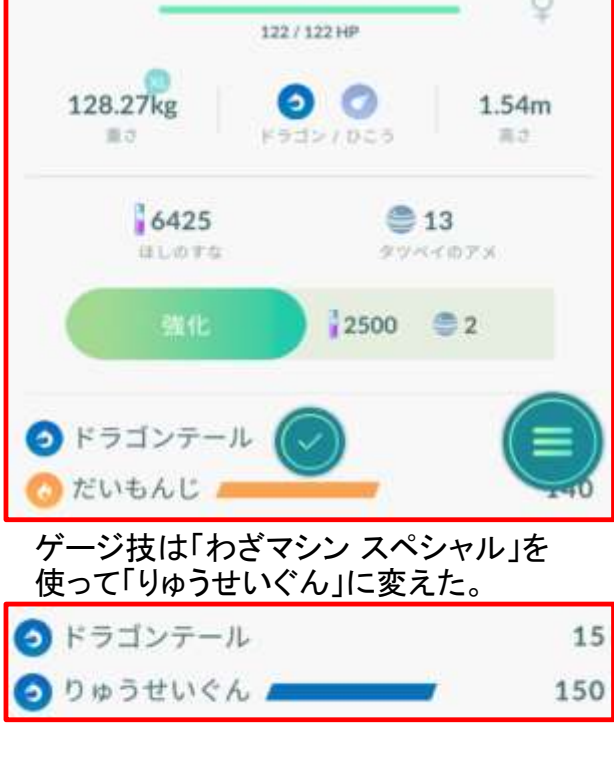 122 / 122 HP
XL
128.27kg
1.54m
重さ
ドラゴン / ひこう
高さ
6425
13
ほしのすな
タツベイのアメ
強化
2500
2
ドラゴンテール
だいもんじ
140
ゲージ技は「わざマシン スペシャル」を
使って「りゅうせいぐん」に変えた。
ドラゴンテール 15
りゅうせいぐん 150